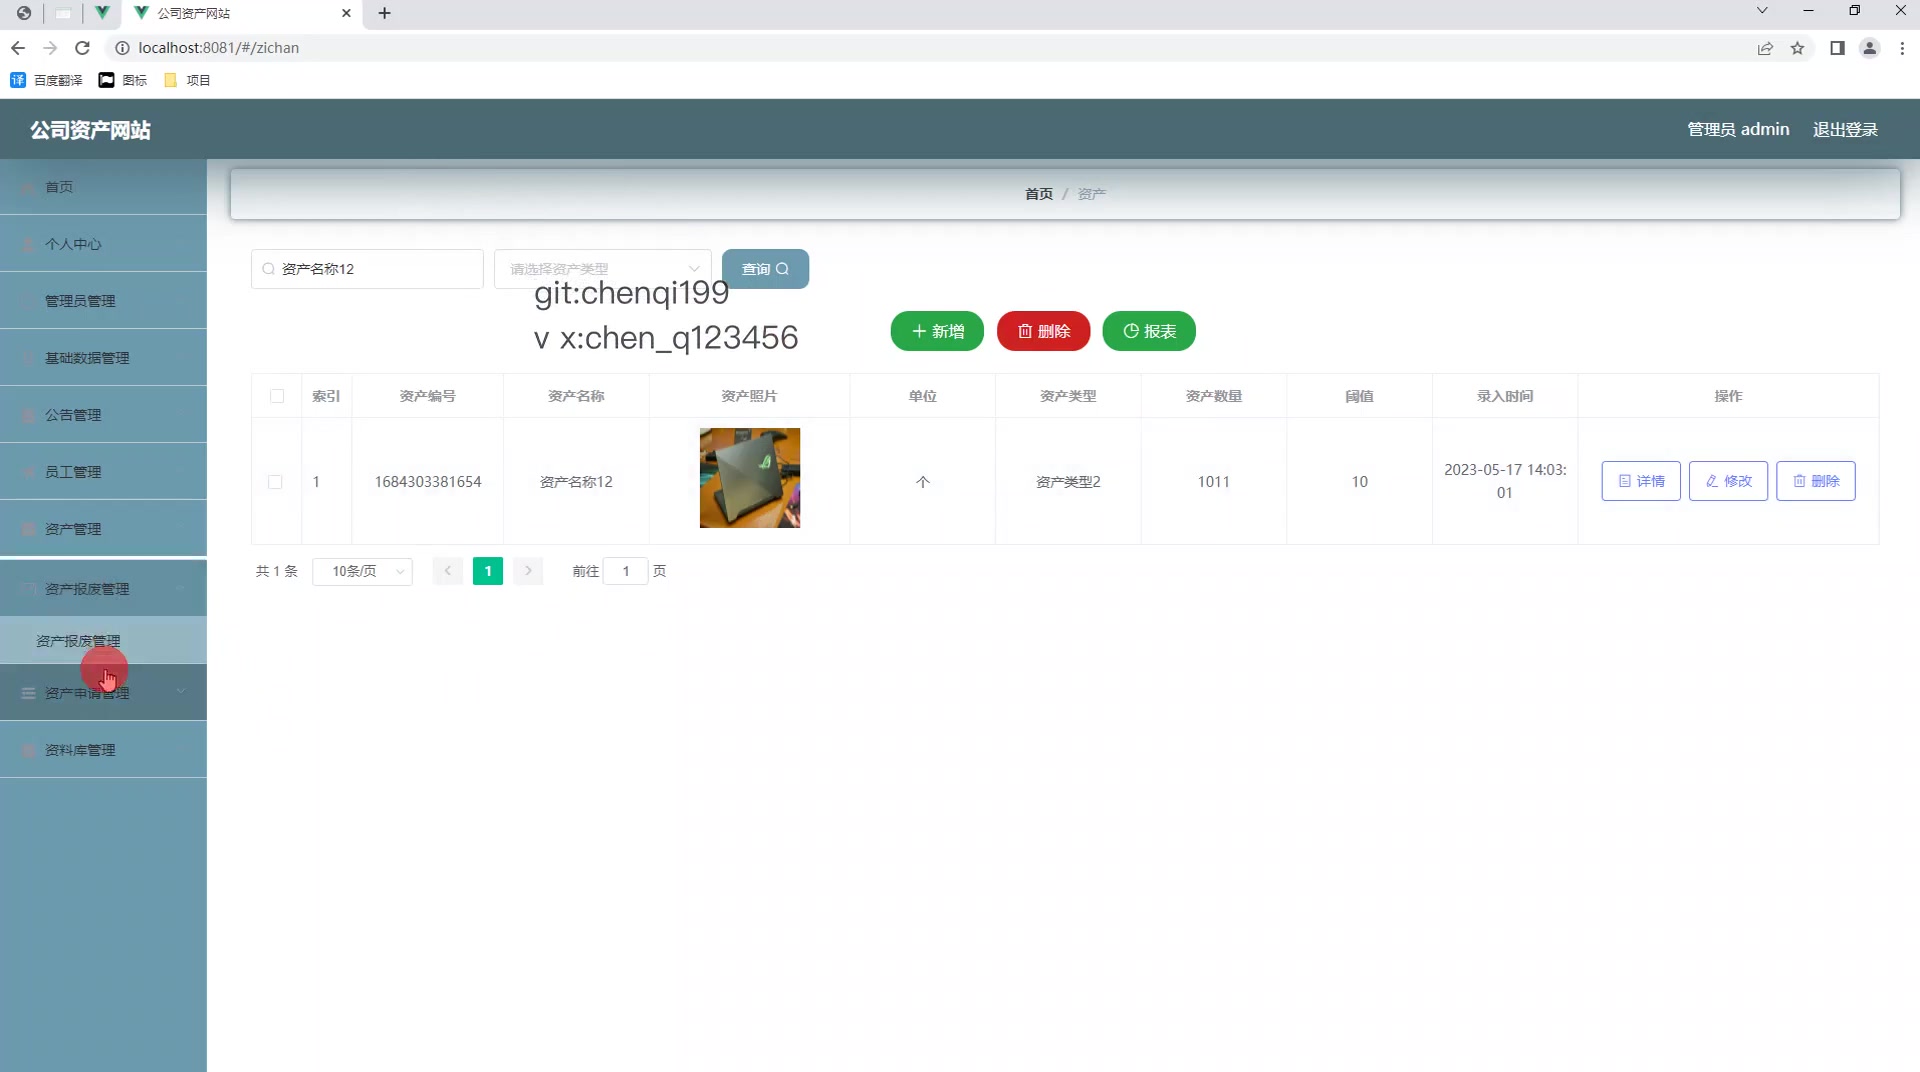 公司资产网站
localhost:8081/#/zichan
百度翻译 图标 项目
公司资产网站
管理员 admin 退出登录
首页
个人中心
管理员管理
基础数据管理
公告管理
员工管理
资产管理
资产报废管理
资产报废管理
资产申请管理
资料库管理
首页 / 资产
资产名称12 请选择资产类型 查询
git:chenqi199
v x:chen_q123456
新增 删除 报表
索引 资产编号 资产名称 资产照片 单位 资产类型 资产数量 阈值 录入时间 操作
1 1684303381654 资产名称12 个 资产类型2 1011 10 2023-05-17 14:03:
01 详情 修改 删除
共 1 条 10条/页 1 前往 1 页